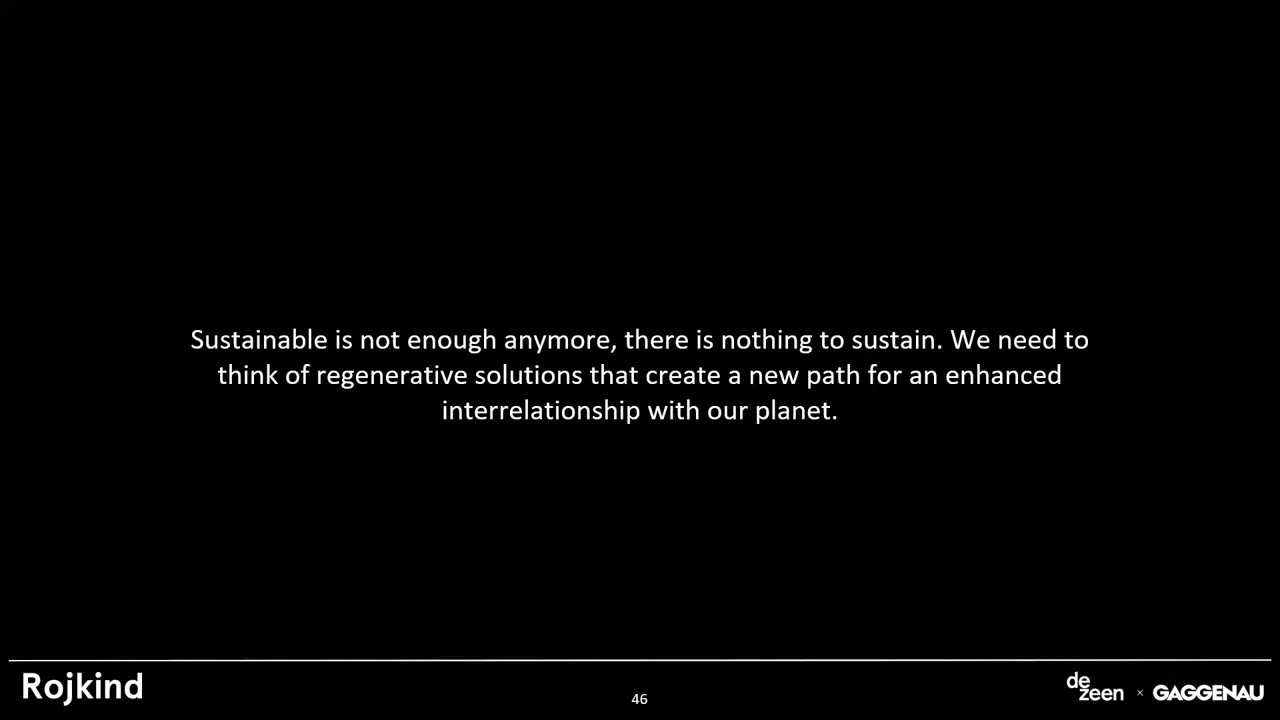 Sustainable is not enough anymore, there is nothing to sustain. We need to
think of regenerative solutions that create a new path for an enhanced
interrelationship with our planet.
Rojkind
46
de
zeen × GAGGENAU